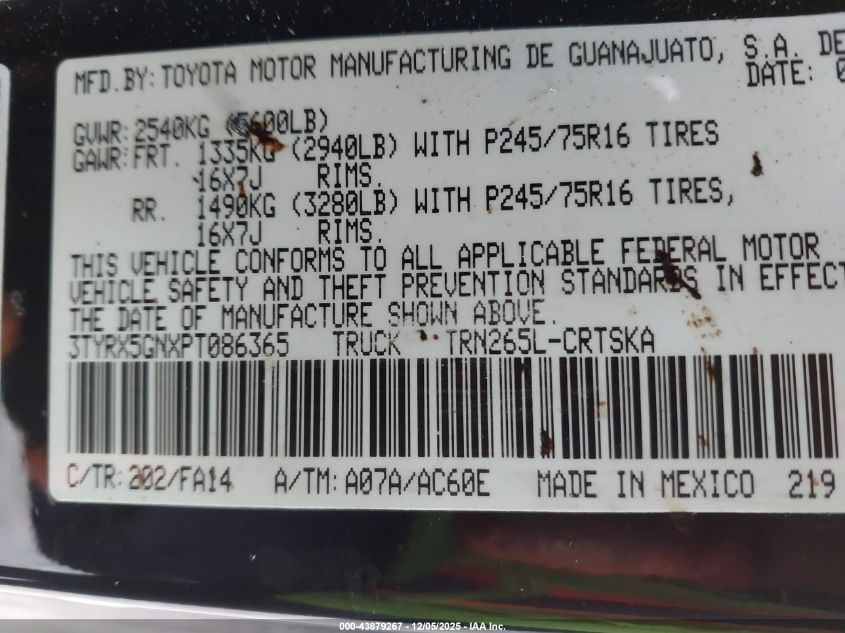 MFD.BY: TOYOTA MOTOR MANUFACTURING DE GUANAJUATO, S.A. DE
DATE: 0
GVWR: 2540KG (5600LB)
GAWR: FRT. 1335KG (2940LB) WITH P245/75R16 TIRES
16X7J RIMS.
RR. 1490KG (3280LB) WITH P245/75R16 TIRES,
16X7J RIMS.
THIS VEHICLE CONFORMS TO ALL APPLICABLE FEDERAL MOTOR
VEHICLE SAFETY AND THEFT PREVENTION STANDARDS IN EFFECT
THE DATE OF MANUFACTURE SHOWN ABOVE.
3TYRX5GNXPT086365 TRUCK TRN265L-CRTSKA
C/TR: 202/FA14 A/TM: A07A/AC60E MADE IN MEXICO 219
000-43879267 - 12/05/2025 - IAA Inc.